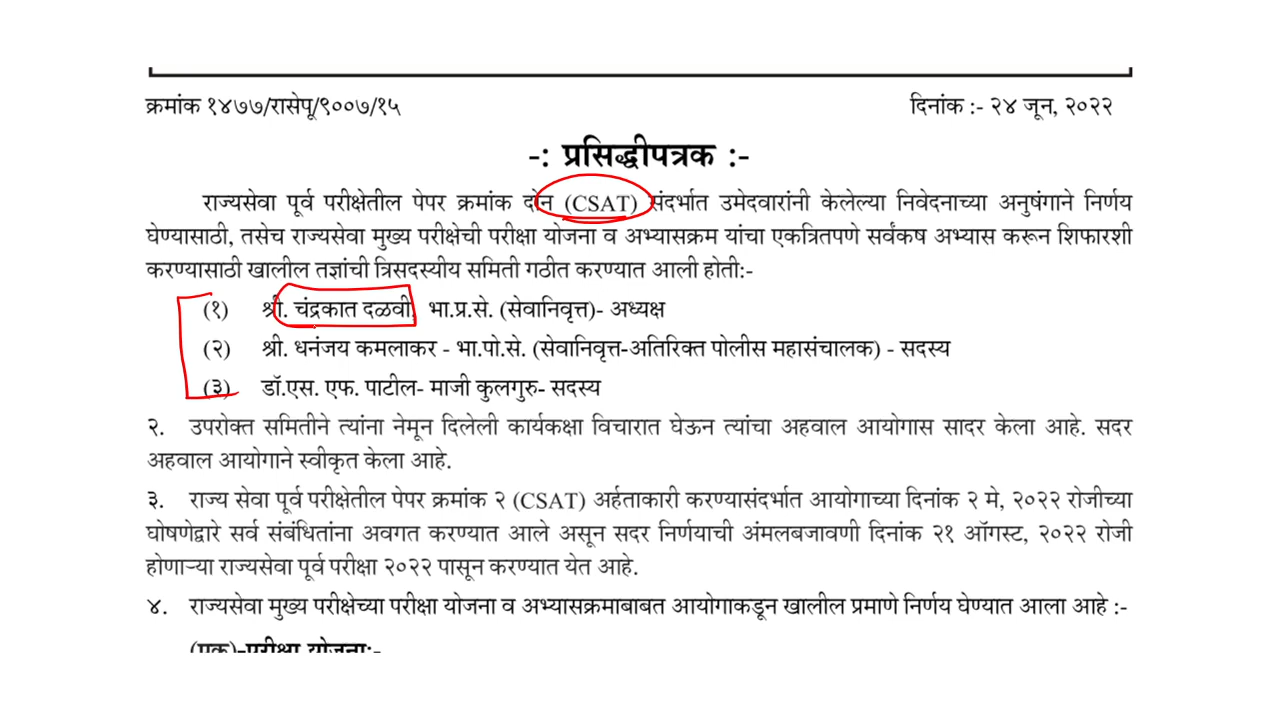 क्रमांक १४७७/रासेपू/९००७/१५ दिनांक :- २४ जून, २०२२
-: प्रसिद्धीपत्रक :-
राज्यसेवा पूर्व परीक्षेतील पेपर क्रमांक दोन (CSAT) संदर्भात उमेदवारांनी केलेल्या निवेदनाच्या अनुषंगाने निर्णय
घेण्यासाठी, तसेच राज्यसेवा मुख्य परीक्षेची परीक्षा योजना व अभ्यासक्रम यांचा एकत्रितपणे सर्वंकष अभ्यास करून शिफारशी
करण्यासाठी खालील तज्ञांची त्रिसदस्यीय समिती गठीत करण्यात आली होती:-
(१) श्री. चंद्रकात दळवी, भा.प्र.से. (सेवानिवृत्त)- अध्यक्ष
(२) श्री. धनंजय कमलाकर - भा.पो.से. (सेवानिवृत्त-अतिरिक्त पोलीस महासंचालक) - सदस्य
(३) डॉ.एस. एफ. पाटील- माजी कुलगुरु- सदस्य
२. उपरोक्त समितीने त्यांना नेमून दिलेली कार्यकक्षा विचारात घेऊन त्यांचा अहवाल आयोगास सादर केला आहे. सदर
अहवाल आयोगाने स्वीकृत केला आहे.
३. राज्य सेवा पूर्व परीक्षेतील पेपर क्रमांक २ (CSAT) अर्हताकारी करण्यासंदर्भात आयोगाच्या दिनांक २ मे, २०२२ रोजीच्या
घोषणेद्वारे सर्व संबंधितांना अवगत करण्यात आले असून सदर निर्णयाची अंमलबजावणी दिनांक २१ ऑगस्ट, २०२२ रोजी
होणाऱ्या राज्यसेवा पूर्व परीक्षा २०२२ पासून करण्यात येत आहे.
४. राज्यसेवा मुख्य परीक्षेच्या परीक्षा योजना व अभ्यासक्रमाबाबत आयोगाकडून खालील प्रमाणे निर्णय घेण्यात आला आहे :-
(एक)-परीक्षा योजना:-